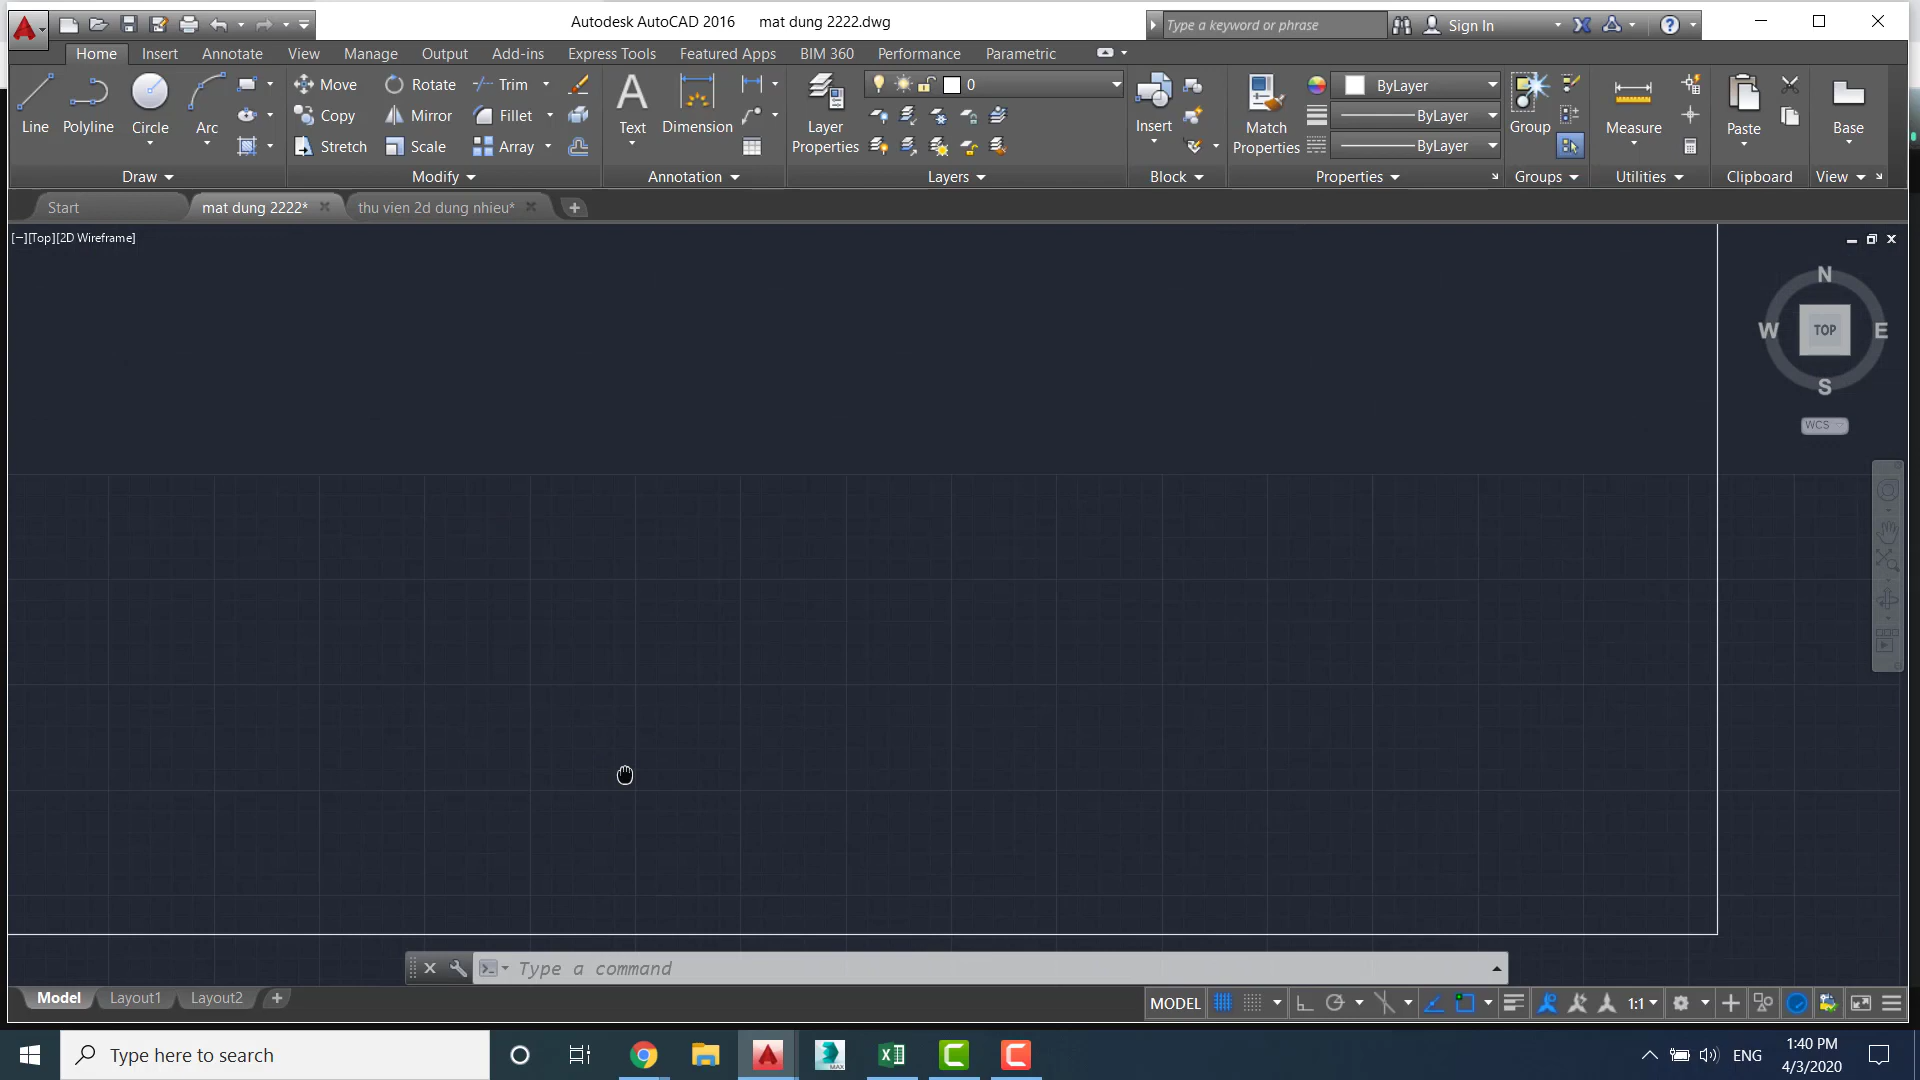 Autodesk AutoCAD 2016 mat dung 2222.dwg
Type a keyword or phrase
Sign In
Home Insert Annotate View Manage Output Add-ins Express Tools Featured Apps BIM 360 Performance Parametric
Line Polyline Circle Arc
Move Rotate Trim
Copy Mirror Fillet
Stretch Scale Array
Text Dimension
Layer Properties
0
Insert
Match Properties
ByLayer
ByLayer
ByLayer
Group
Measure
Paste
Base
Draw Modify Annotation Layers Block Properties Groups Utilities Clipboard View
Start mat dung 2222* thu vien 2d dung nhieu*
[−][Top][2D Wireframe]
N
W TOP E
S
WCS
Type a command
Model Layout1 Layout2
MODEL 1:1
Type here to search
MAX
ENG
1:40 PM
4/3/2020